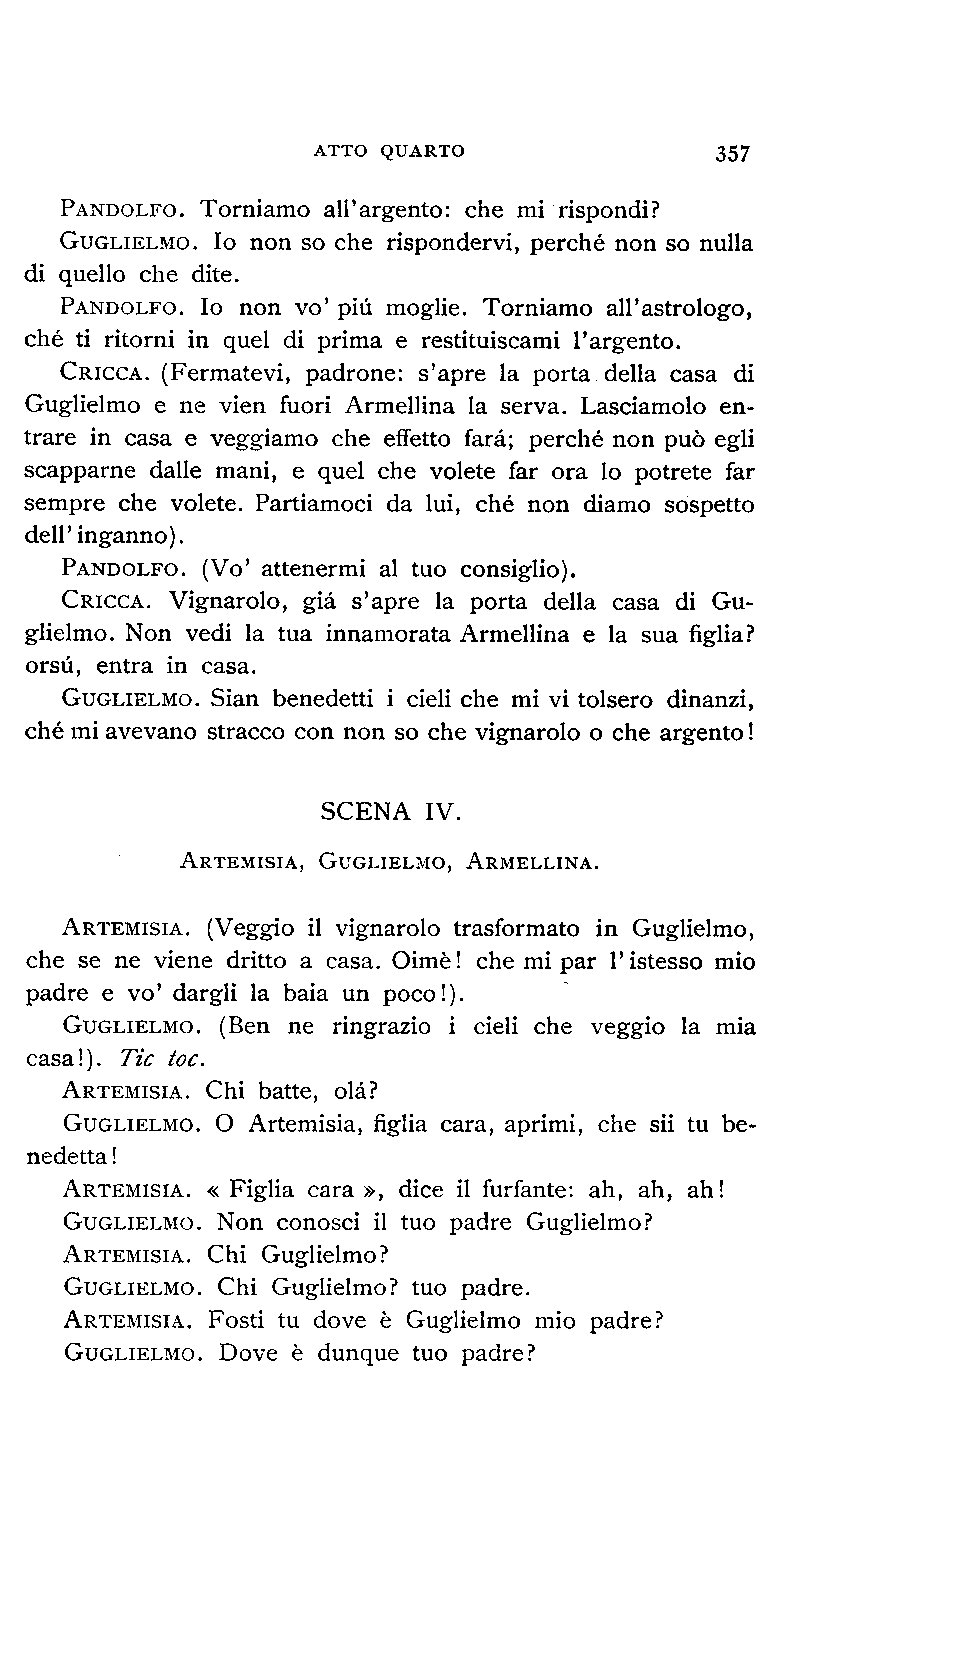 ATTO QUARTO 357
PANDOLFO. Torniamo all'argento: che mi rispondi?
GUGLIELMO. Io non so che rispondervi, perché non so nulla
di quello che dite.
PANDOLFO. Io non vo' piú moglie. Torniamo all'astrologo,
ché ti ritorni in quel di prima e restituiscami l'argento.
CRICCA. (Fermatevi, padrone: s'apre la porta della casa di
Guglielmo e ne vien fuori Armellina la serva. Lasciamolo en-
trare in casa e veggiamo che effetto fará; perché non può egli
scapparne dalle mani, e quel che volete far ora lo potrete far
sempre che volete. Partiamoci da lui, ché non diamo sospetto
dell'inganno).
PANDOLFO. (Vo' attenermi al tuo consiglio).
CRICCA. Vignarolo, giá s'apre la porta della casa di Gu-
glielmo. Non vedi la tua innamorata Armellina e la sua figlia?
orsú, entra in casa.
GUGLIELMO. Sian benedetti i cieli che mi vi tolsero dinanzi,
ché mi avevano stracco con non so che vignarolo o che argento!
SCENA IV.
ARTEMISIA, GUGLIELMO, ARMELLINA.
ARTEMISIA. (Veggio il vignarolo trasformato in Guglielmo,
che se ne viene dritto a casa. Oimè! che mi par l'istesso mio
padre e vo' dargli la baia un poco!).
GUGLIELMO. (Ben ne ringrazio i cieli che veggio la mia
casa!). Tic toc.
ARTEMISIA. Chi batte, olá?
GUGLIELMO. O Artemisia, figlia cara, aprimi, che sii tu be-
nedetta!
ARTEMISIA. « Figlia cara », dice il furfante: ah, ah, ah!
GUGLIELMO. Non conosci il tuo padre Guglielmo?
ARTEMISIA. Chi Guglielmo?
GUGLIELMO. Chi Guglielmo? tuo padre.
ARTEMISIA. Fosti tu dove è Guglielmo mio padre?
GUGLIELMO. Dove è dunque tuo padre?